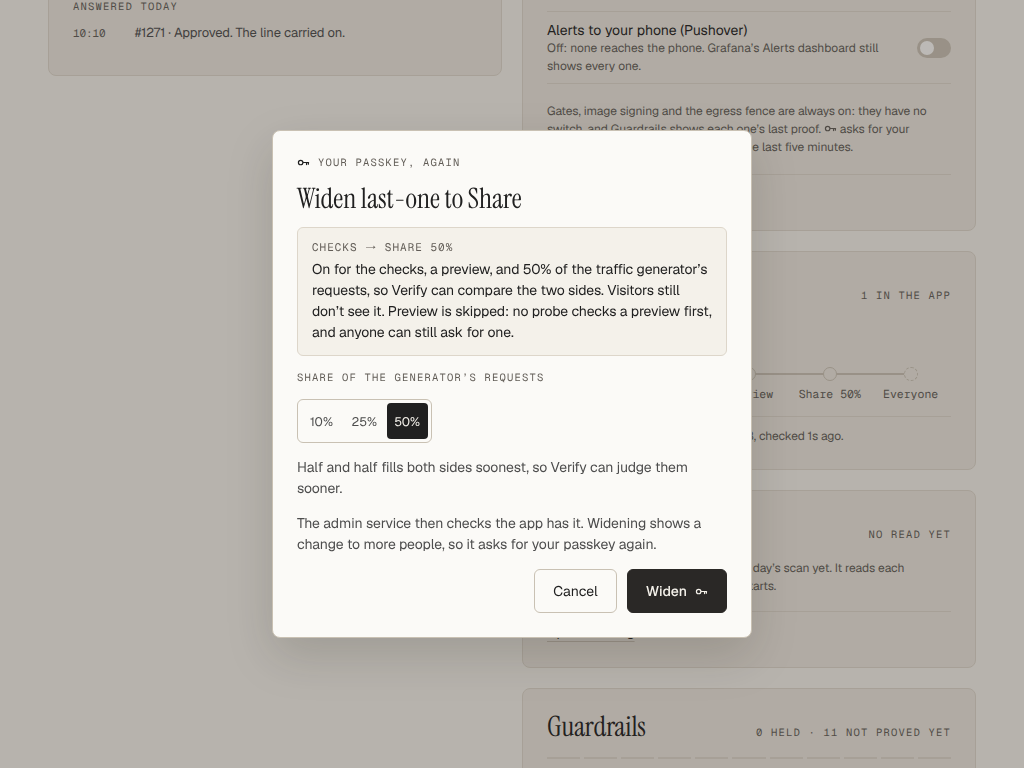 ANSWERED TODAY
10:10 #1271 · Approved. The line carried on.
Alerts to your phone (Pushover)
Off: none reaches the phone. Grafana's Alerts dashboard still
shows every one.
Gates, image signing and the egress fence are always on: they have no
switch, and Guardrails shows each one's last proof. asks for your
e last five minutes.
YOUR PASSKEY, AGAIN
Widen last-one to Share
CHECKS → SHARE 50%
On for the checks, a preview, and 50% of the traffic generator’s
requests, so Verify can compare the two sides. Visitors still
don’t see it. Preview is skipped: no probe checks a preview first,
and anyone can still ask for one.
SHARE OF THE GENERATOR’S REQUESTS
10% 25% 50%
Half and half fills both sides soonest, so Verify can judge them
sooner.
The admin service then checks the app has it. Widening shows a
change to more people, so it asks for your passkey again.
Cancel Widen
1 IN THE APP
iew Share 50% Everyone
, checked 1s ago.
NO READ YET
day’s scan yet. It reads each
arts.
Guardrails
0 HELD · 11 NOT PROVED YET